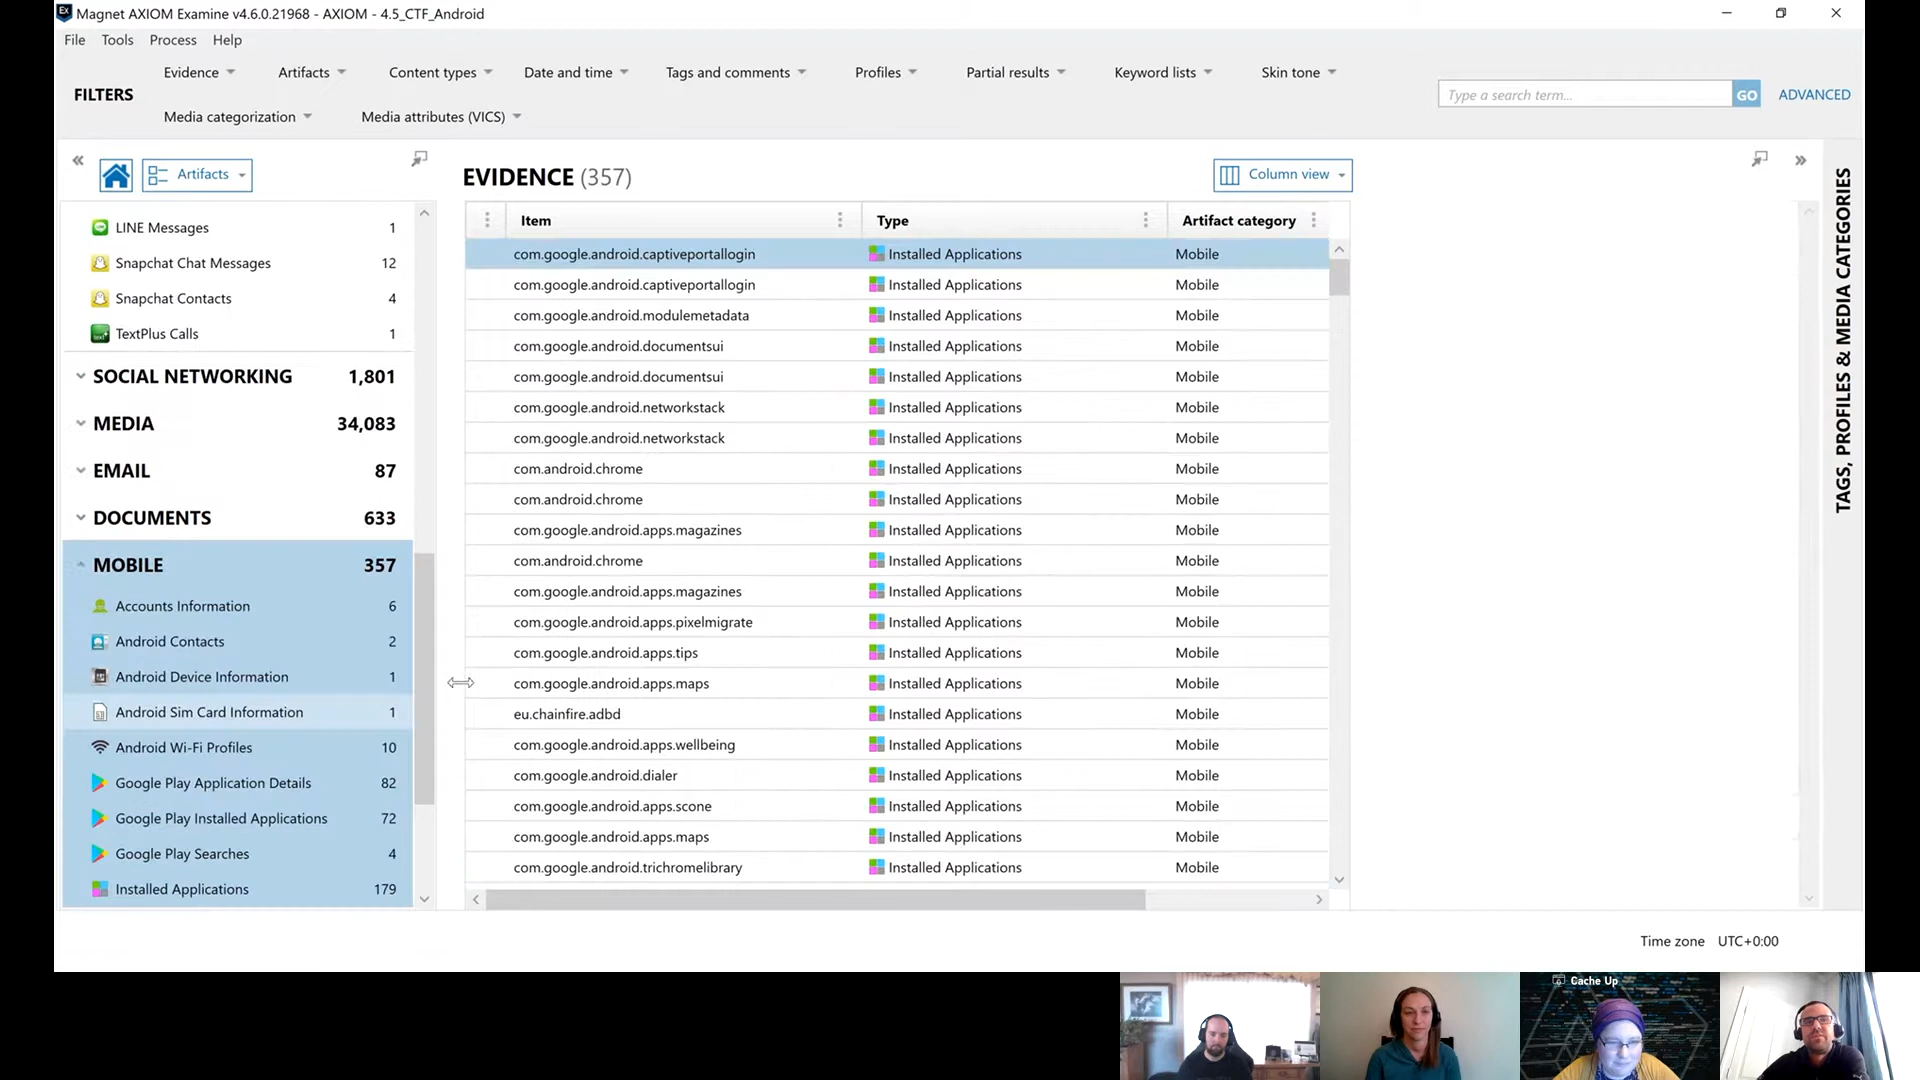 Magnet AXIOM Examine v4.6.0.21968 - AXIOM - 4.5_CTF_Android
File Tools Process Help
FILTERS
Evidence Artifacts Content types Date and time Tags and comments Profiles Partial results Keyword lists Skin tone
Media categorization Media attributes (VICS)
Type a search term... GO ADVANCED
Artifacts
LINE Messages 1
Snapchat Chat Messages 12
Snapchat Contacts 4
TextPlus Calls 1
SOCIAL NETWORKING 1,801
MEDIA 34,083
EMAIL 87
DOCUMENTS 633
MOBILE 357
Accounts Information 6
Android Contacts 2
Android Device Information 1
Android Sim Card Information 1
Android Wi-Fi Profiles 10
Google Play Application Details 82
Google Play Installed Applications 72
Google Play Searches 4
Installed Applications 179
EVIDENCE (357)
Column view
Item Type Artifact category
com.google.android.captiveportallogin Installed Applications Mobile
com.google.android.captiveportallogin Installed Applications Mobile
com.google.android.modulemetadata Installed Applications Mobile
com.google.android.documentsui Installed Applications Mobile
com.google.android.documentsui Installed Applications Mobile
com.google.android.networkstack Installed Applications Mobile
com.google.android.networkstack Installed Applications Mobile
com.android.chrome Installed Applications Mobile
com.android.chrome Installed Applications Mobile
com.google.android.apps.magazines Installed Applications Mobile
com.android.chrome Installed Applications Mobile
com.google.android.apps.magazines Installed Applications Mobile
com.google.android.apps.pixelmigrate Installed Applications Mobile
com.google.android.apps.tips Installed Applications Mobile
com.google.android.apps.maps Installed Applications Mobile
eu.chainfire.adbd Installed Applications Mobile
com.google.android.apps.wellbeing Installed Applications Mobile
com.google.android.dialer Installed Applications Mobile
com.google.android.apps.scone Installed Applications Mobile
com.google.android.apps.maps Installed Applications Mobile
com.google.android.trichromelibrary Installed Applications Mobile
TAGS, PROFILES & MEDIA CATEGORIES
Time zone UTC+0:00
Cache Up